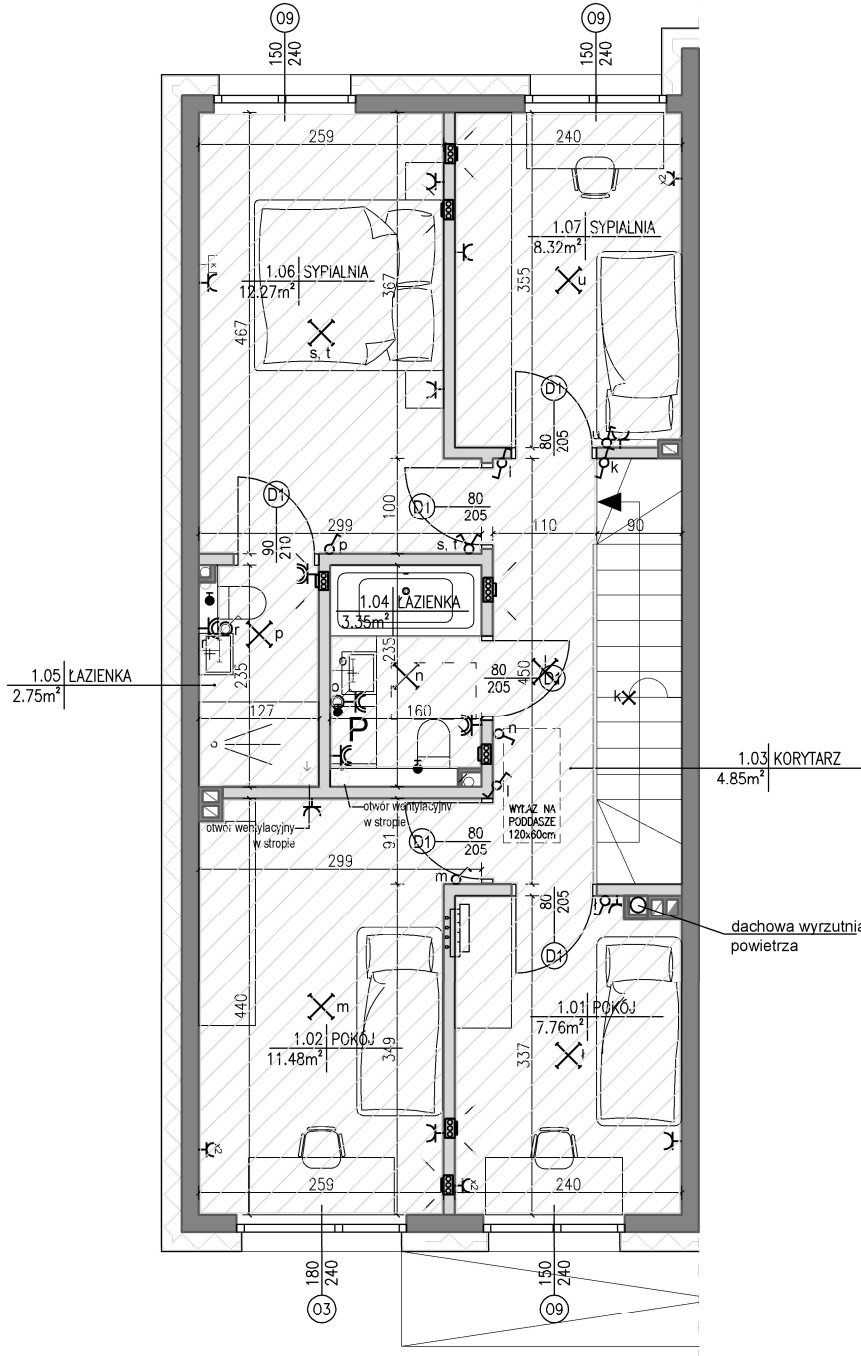 09
09
150
240
150
240
259
240
x2
1.07 SYPIALNIA
8.32m²
1.06 SYPIALNIA
12.27m²
367
355
u
467
s, t
D1
80
205
u
i
k
D1
D1
80
205
100
299
110
90
90
210
p
s, t
1.04 ŁAZIENKA
3.35m²
r
p
235
235
n
80
205
450
D1
k
1.05 ŁAZIENKA
2.75m²
127
160
P
n
1.03 KORYTARZ
4.85m²
l
otwór wentylacyjny
w stropie
otwór wentylacyjny
w stropie
WYŁAZ NA
PODDASZE
120x60cm
91
D1
80
205
299
m
80
205
dachowa wyrzutnia
powietrza
D1
440
m
1.01 POKÓJ
7.76m²
1.02 POKÓJ
11.48m²
349
337
ł
x2
x2
259
240
180
240
150
240
03
09